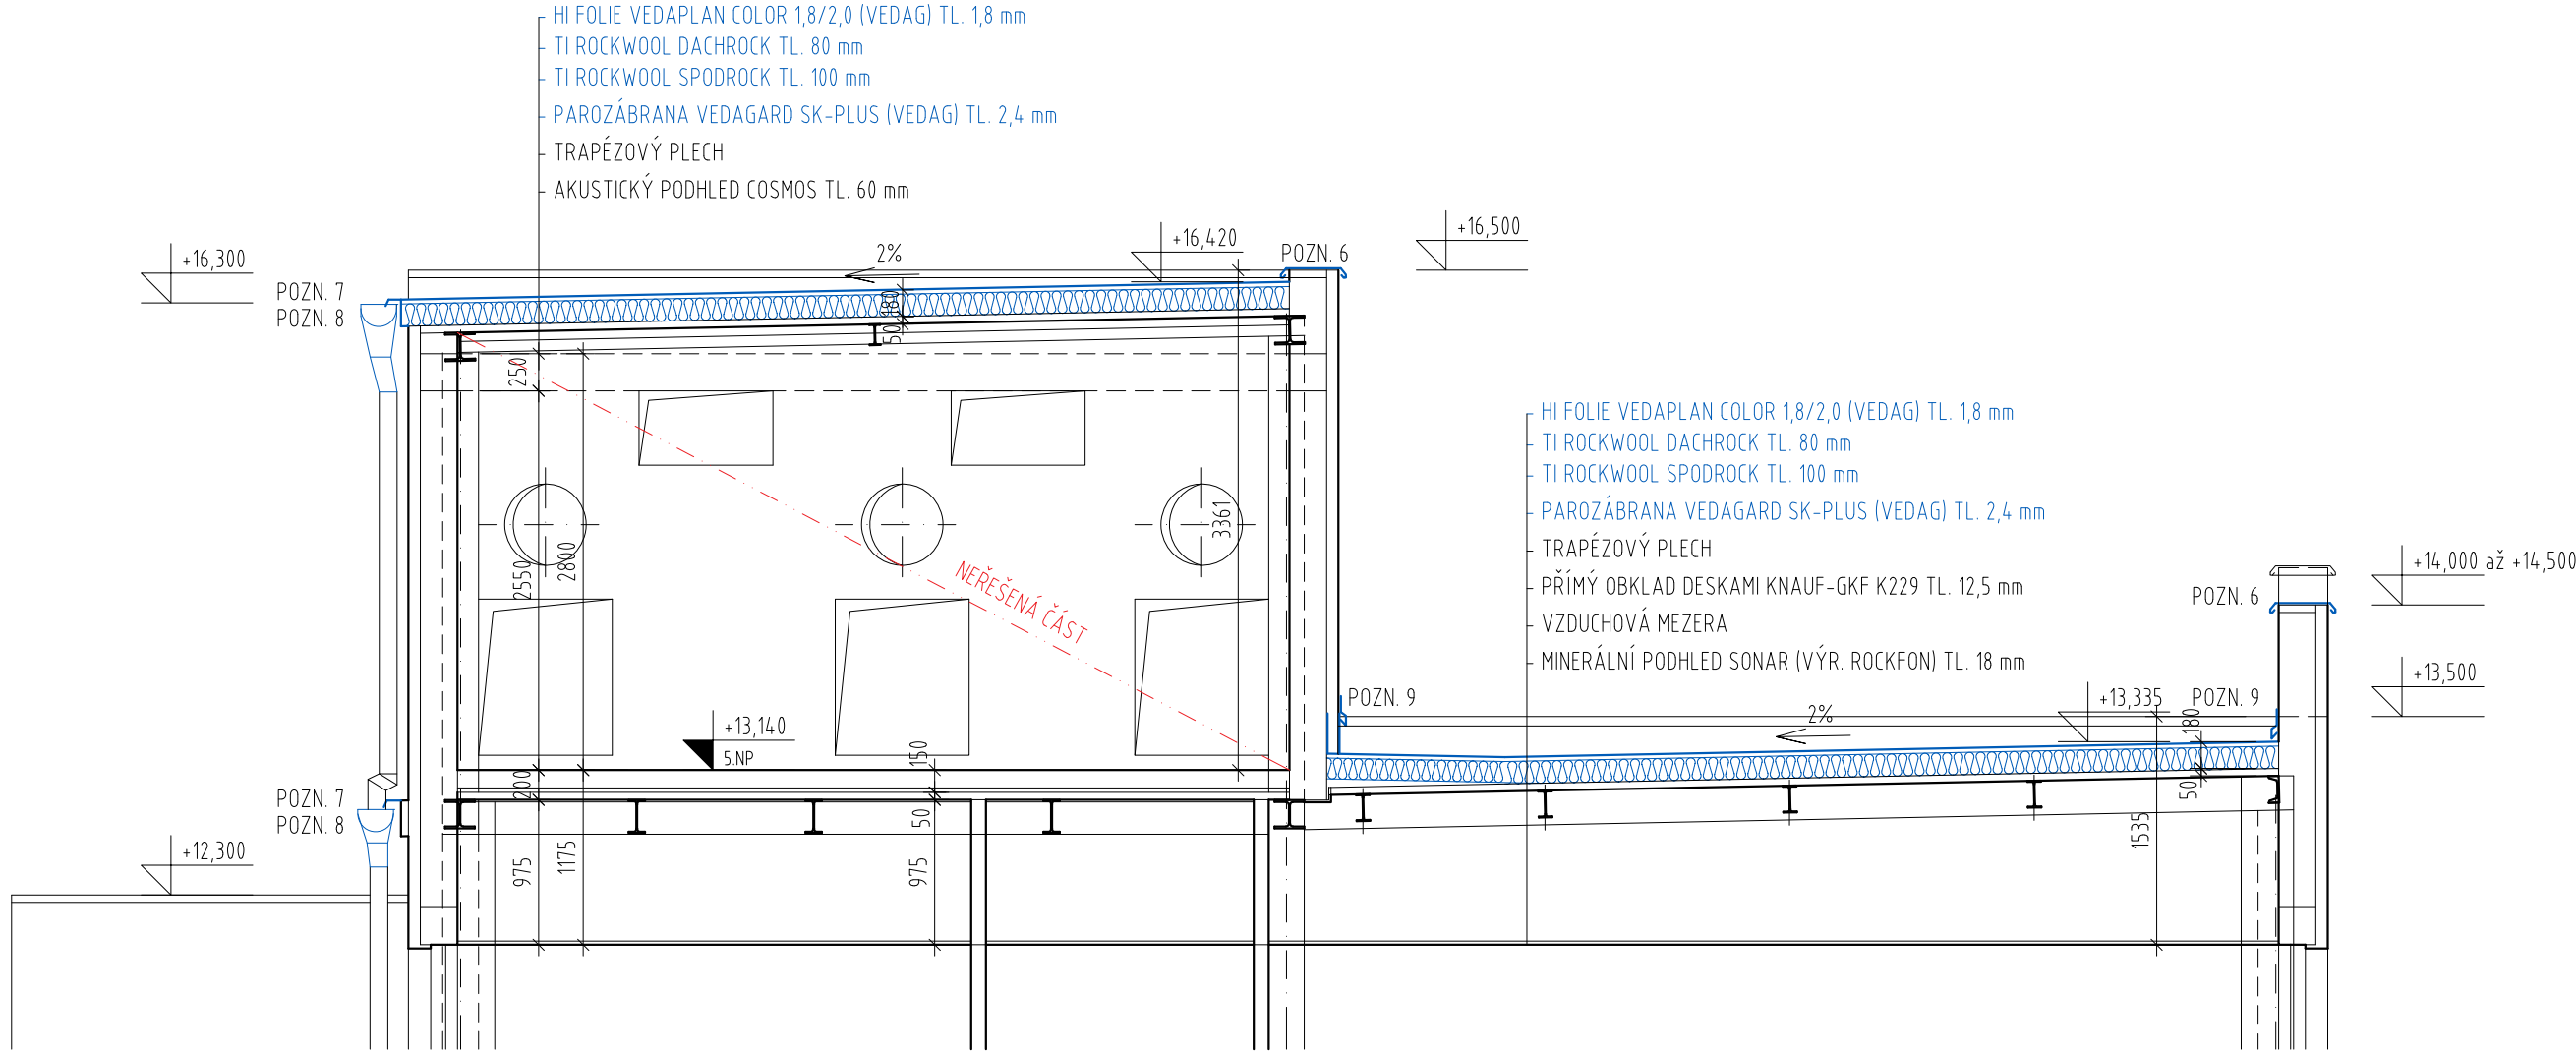 HI FOLIE VEDAPLAN COLOR 1,8/2,0 (VEDAG) TL. 1,8 mm
TI ROCKWOOL DACHROCK TL. 80 mm
TI ROCKWOOL SPODROCK TL. 100 mm
PAROZÁBRANA VEDAGARD SK-PLUS (VEDAG) TL. 2,4 mm
TRAPÉZOVÝ PLECH
AKUSTICKÝ PODHLED COSMOS TL. 60 mm
+16,300
2%
+16,420
POZN. 6
+16,500
POZN. 7
POZN. 8
180
50
250
2550
2800
3361
NEŘEŠENÁ ČÁST
HI FOLIE VEDAPLAN COLOR 1,8/2,0 (VEDAG) TL. 1,8 mm
TI ROCKWOOL DACHROCK TL. 80 mm
TI ROCKWOOL SPODROCK TL. 100 mm
PAROZÁBRANA VEDAGARD SK-PLUS (VEDAG) TL. 2,4 mm
TRAPÉZOVÝ PLECH
PŘÍMÝ OBKLAD DESKAMI KNAUF-GKF K229 TL. 12,5 mm
VZDUCHOVÁ MEZERA
MINERÁLNÍ PODHLED SONAR (VÝR. ROCKFON) TL. 18 mm
+14,000 až +14,500
POZN. 6
+13,500
POZN. 9
+13,335
POZN. 9
2%
180
50
1535
+13,140
5.NP
150
200
50
975
1175
975
POZN. 7
POZN. 8
+12,300